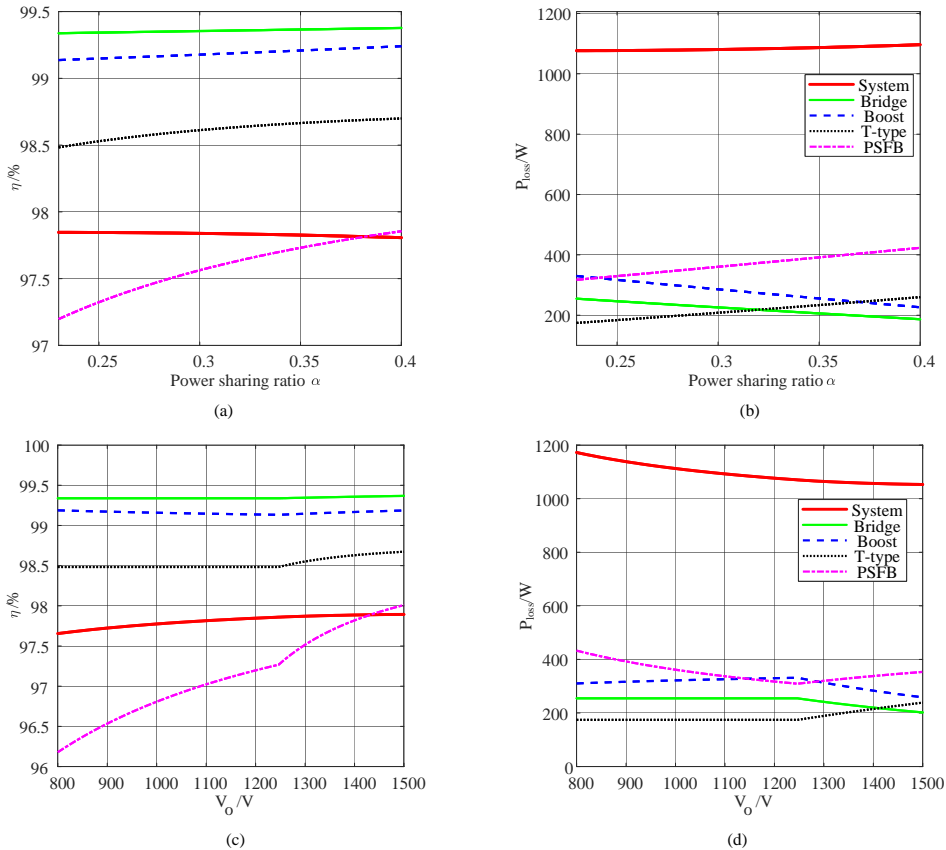 99.5
99
98.5
98
97.5
97
η/%
0.25
0.3
0.35
0.4
Power sharing ratio α
(a)
1200
1000
800
600
400
200
P_loss/W
System
Bridge
Boost
T-type
PSFB
0.25
0.3
0.35
0.4
Power sharing ratio α
(b)
100
99.5
99
98.5
98
97.5
97
96.5
96
η/%
800 900 1000 1100 1200 1300 1400 1500
V_o/V
(c)
1200
1000
800
600
400
200
0
P_loss/W
System
Bridge
Boost
T-type
PSFB
800 900 1000 1100 1200 1300 1400 1500
V_o/V
(d)